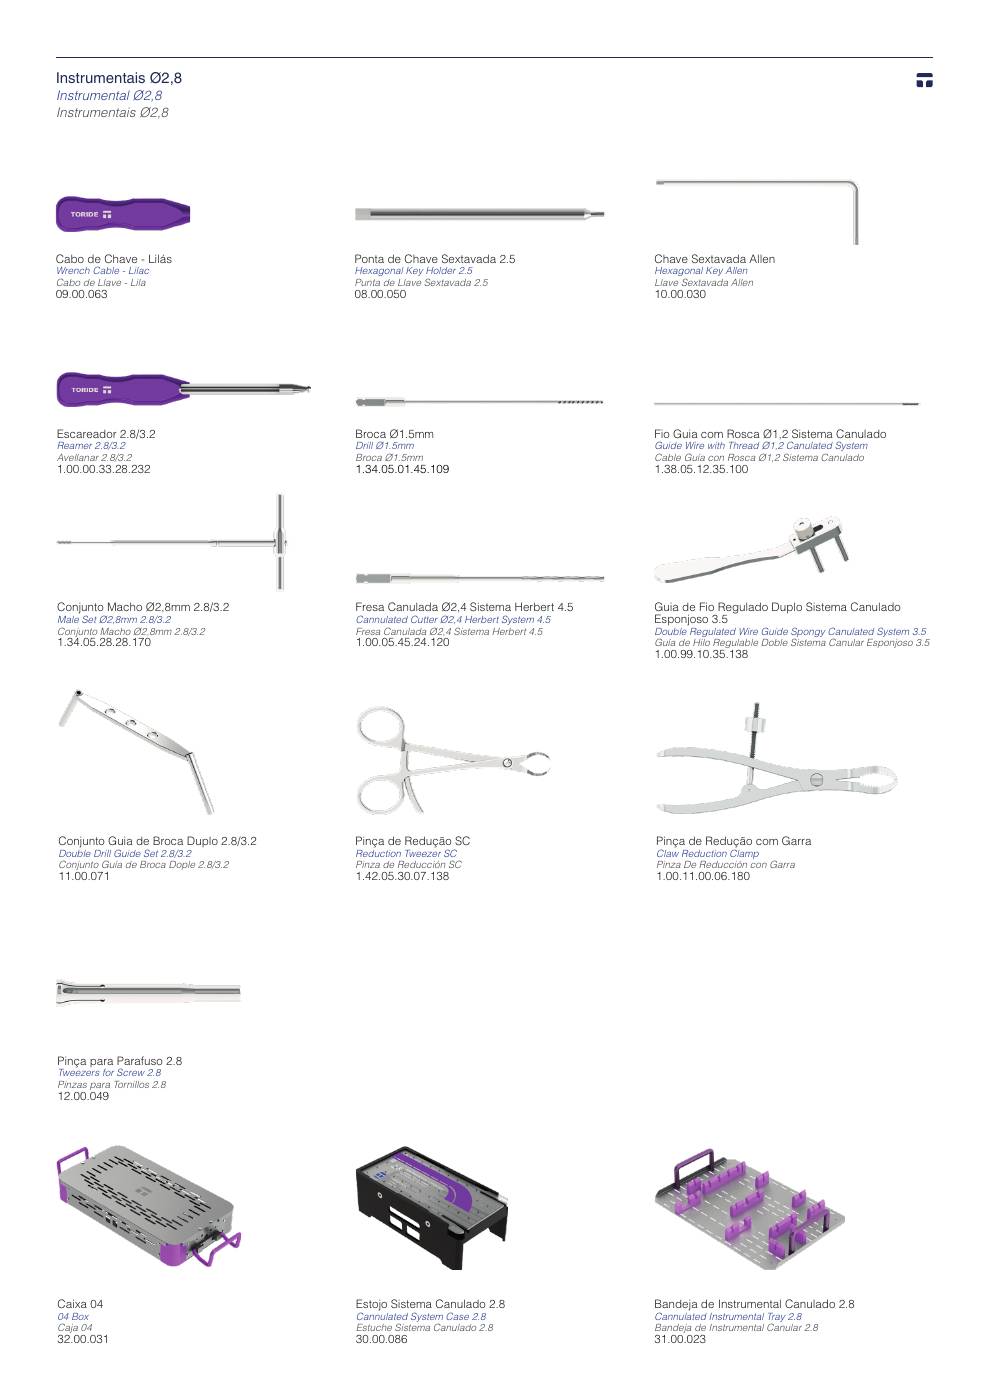 Instrumentais Ø2,8
Instrumental Ø2,8
Instrumentais Ø2,8
TORIDE
Cabo de Chave - Lilás
Wrench Cable - Lilac
Cabo de Llave - Lila
09.00.063
Ponta de Chave Sextavada 2.5
Hexagonal Key Holder 2.5
Punta de Llave Sextavada 2.5
08.00.050
Chave Sextavada Allen
Hexagonal Key Allen
Llave Sextavada Allen
10.00.030
TORIDE
Escareador 2.8/3.2
Reamer 2.8/3.2
Avellanar 2.8/3.2
1.00.00.33.28.232
Broca Ø1.5mm
Drill Ø1.5mm
Broca Ø1.5mm
1.34.05.01.45.109
Fio Guia com Rosca Ø1,2 Sistema Canulado
Guide Wire with Thread Ø1,2 Canulated System
Cable Guía con Rosca Ø1,2 Sistema Canulado
1.38.05.12.35.100
Conjunto Macho Ø2,8mm 2.8/3.2
Male Set Ø2,8mm 2.8/3.2
Conjunto Macho Ø2,8mm 2.8/3.2
1.34.05.28.28.170
Fresa Canulada Ø2,4 Sistema Herbert 4.5
Cannulated Cutter Ø2,4 Herbert System 4.5
Fresa Canulada Ø2,4 Sistema Herbert 4.5
1.00.05.45.24.120
Guia de Fio Regulado Duplo Sistema Canulado
Esponjoso 3.5
Double Regulated Wire Guide Spongy Canulated System 3.5
Guía de Hilo Regulable Doble Sistema Canular Esponjoso 3.5
1.00.99.10.35.138
Conjunto Guia de Broca Duplo 2.8/3.2
Double Drill Guide Set 2.8/3.2
Conjunto Guia de Broca Dople 2.8/3.2
11.00.071
Pinça de Redução SC
Reduction Tweezer SC
Pinza de Reducción SC
1.42.05.30.07.138
Pinça de Redução com Garra
Claw Reduction Clamp
Pinza De Reducción con Garra
1.00.11.00.06.180
Pinça para Parafuso 2.8
Tweezers for Screw 2.8
Pinzas para Tornillos 2.8
12.00.049
Caixa 04
04 Box
Caja 04
32.00.031
Estojo Sistema Canulado 2.8
Cannulated System Case 2.8
Estuche Sistema Canulado 2.8
30.00.086
Bandeja de Instrumental Canulado 2.8
Cannulated Instrumental Tray 2.8
Bandeja de Instrumental Canular 2.8
31.00.023